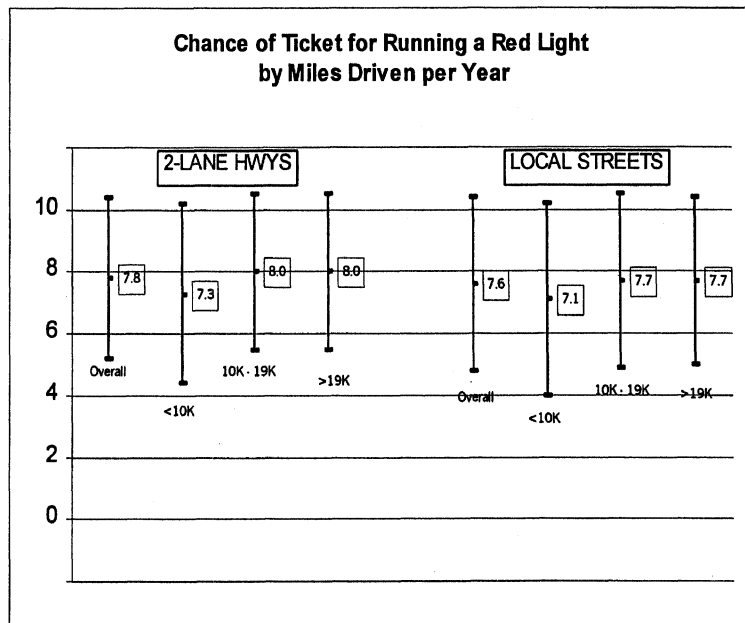 Chance of Ticket for Running a Red Light
by Miles Driven per Year
2-LANE HWYS
LOCAL STREETS
10
8
6
4
2
0
7.8
7.3
8.0
8.0
7.6
7.1
7.7
7.7
Overall
<10K
10K - 19K
>19K
Overall
<10K
10K - 19K
>19K